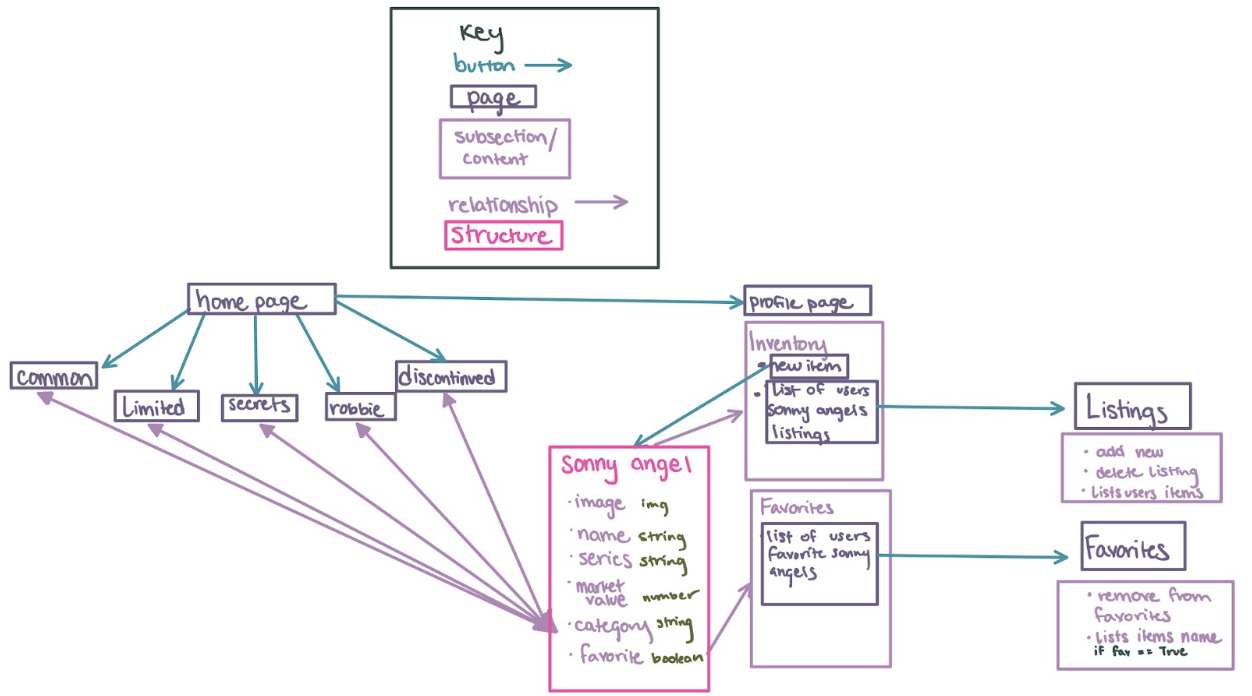 Key
button
page
subsection/
content
relationship
structure
home page
profile page
common
Limited
secrets
robbie
discontinued
Inventory
• new item
• list of users
sonny angels
listings
Listings
• add new
• delete listing
• Lists users items
sonny angel
• image img
• name string
• series string
• market
value number
• category string
• favorite boolean
Favorites
• list of users
favorite sonny
angels
Favorites
• remove from
favorites
• Lists items name
if fav == True